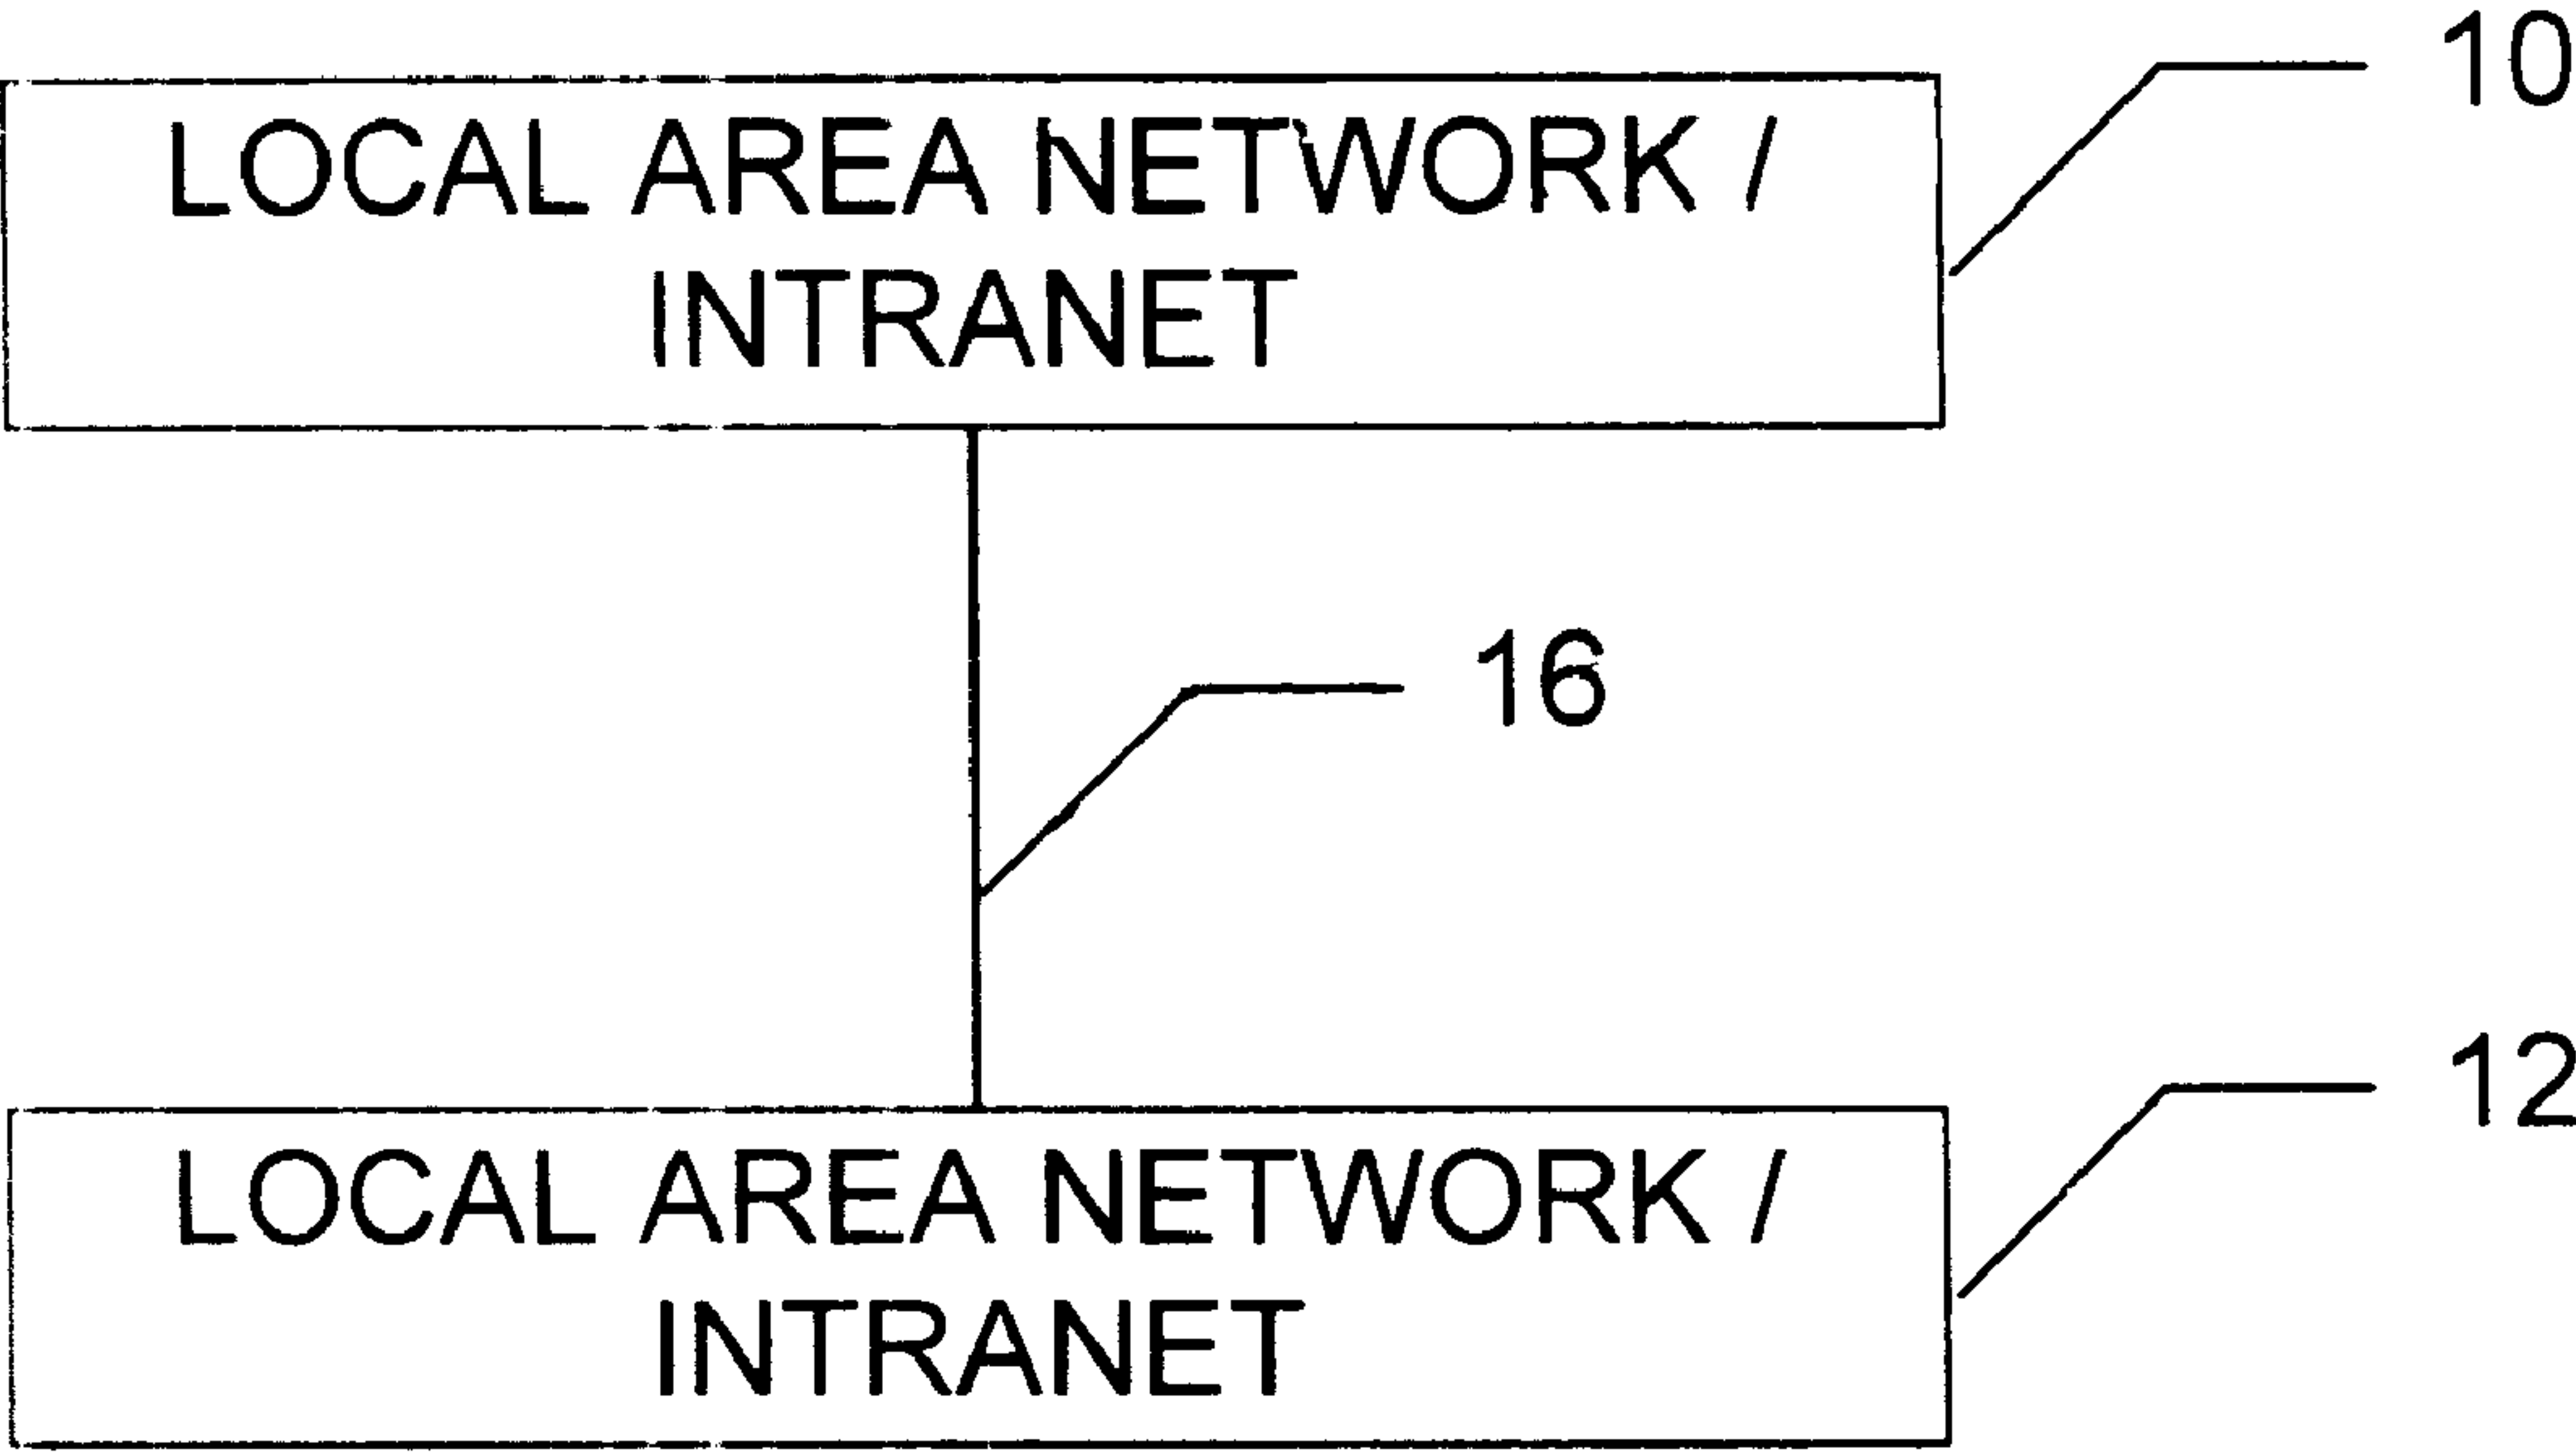 10
LOCAL AREA NETWORK /
INTRANET
16
12
LOCAL AREA NETWORK /
INTRANET